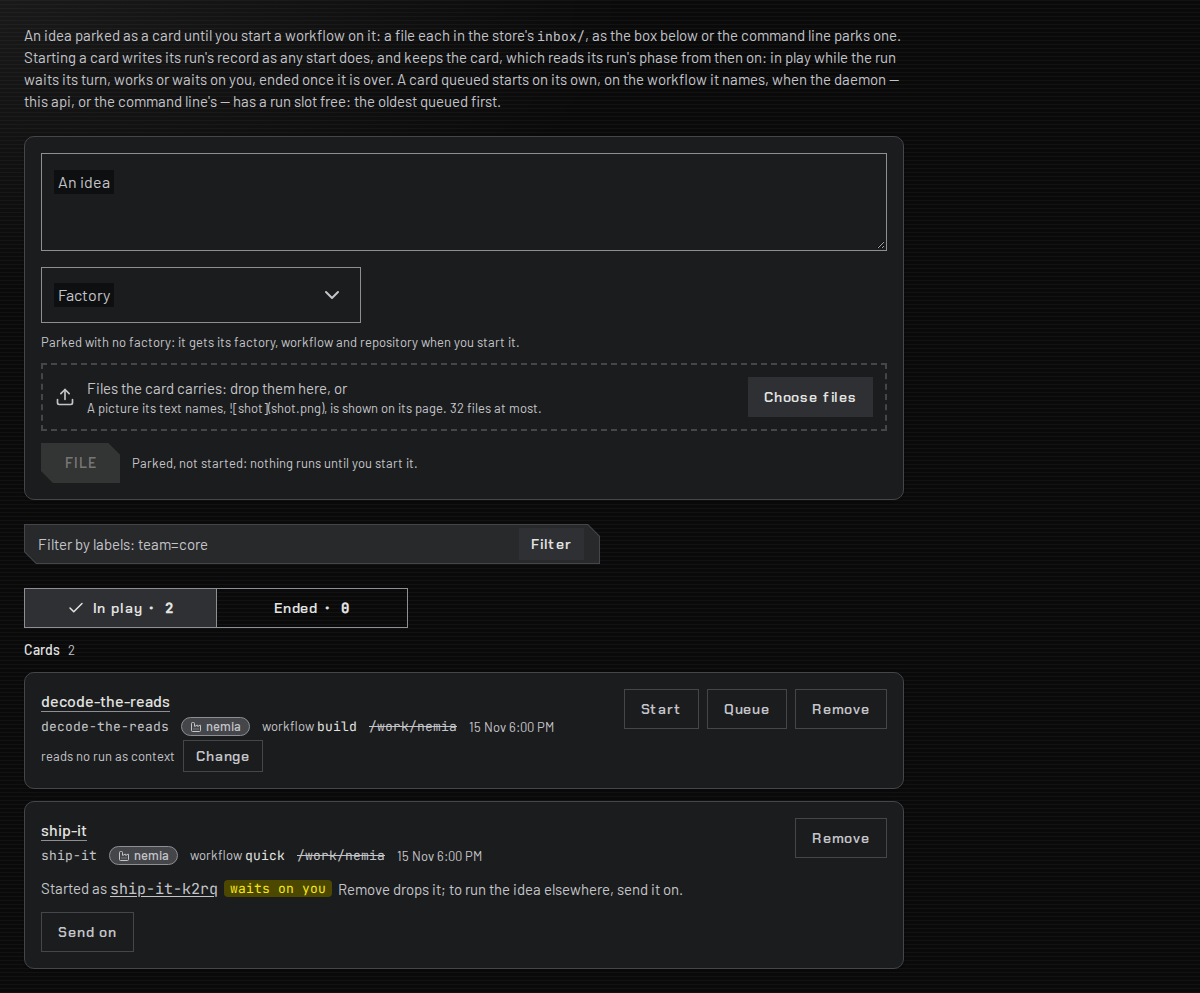 An idea parked as a card until you start a workflow on it: a file each in the store's inbox/, as the box below or the command line parks one.
Starting a card writes its run's record as any start does, and keeps the card, which reads its run's phase from then on: in play while the run
waits its turn, works or waits on you, ended once it is over. A card queued starts on its own, on the workflow it names, when the daemon —
this api, or the command line's — has a run slot free: the oldest queued first.
An idea
Factory
Parked with no factory: it gets its factory, workflow and repository when you start it.
Files the card carries: drop them here, or
A picture its text names, ![shot](shot.png), is shown on its page. 32 files at most.
Choose files
FILE
Parked, not started: nothing runs until you start it.
Filter by labels: team=core
Filter
In play • 2
Ended • 0
Cards 2
decode-the-reads
decode-the-reads nemia workflow build /work/nemia 15 Nov 6:00 PM
Start
Queue
Remove
reads no run as context
Change
ship-it
ship-it nemia workflow quick /work/nemia 15 Nov 6:00 PM
Remove
Started as ship-it-k2rq waits on you Remove drops it; to run the idea elsewhere, send it on.
Send on